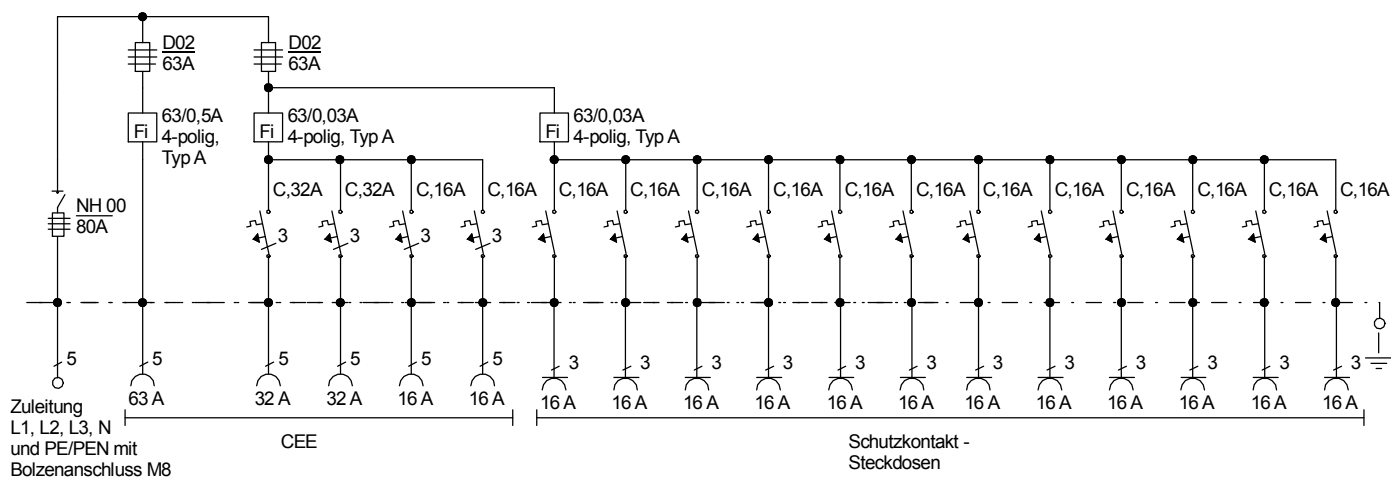 D02
63A
D02
63A
63/0,5A
4-polig,
Typ A
Fi
63/0,03A
4-polig, Typ A
Fi
63/0,03A
4-polig, Typ A
Fi
NH 00
80A
C,32A C,32A C,16A C,16A C,16A C,16A C,16A C,16A C,16A C,16A C,16A C,16A C,16A C,16A C,16A C,16A
3 3 3 3
5 5 5 5 5 5 3 3 3 3 3 3 3 3 3 3 3 3
63 A 32 A 32 A 16 A 16 A 16 A 16 A 16 A 16 A 16 A 16 A 16 A 16 A 16 A 16 A 16 A 16 A
Zuleitung
L1, L2, L3, N
und PE/PEN mit
Bolzenanschluss M8
CEE
Schutzkontakt -
Steckdosen